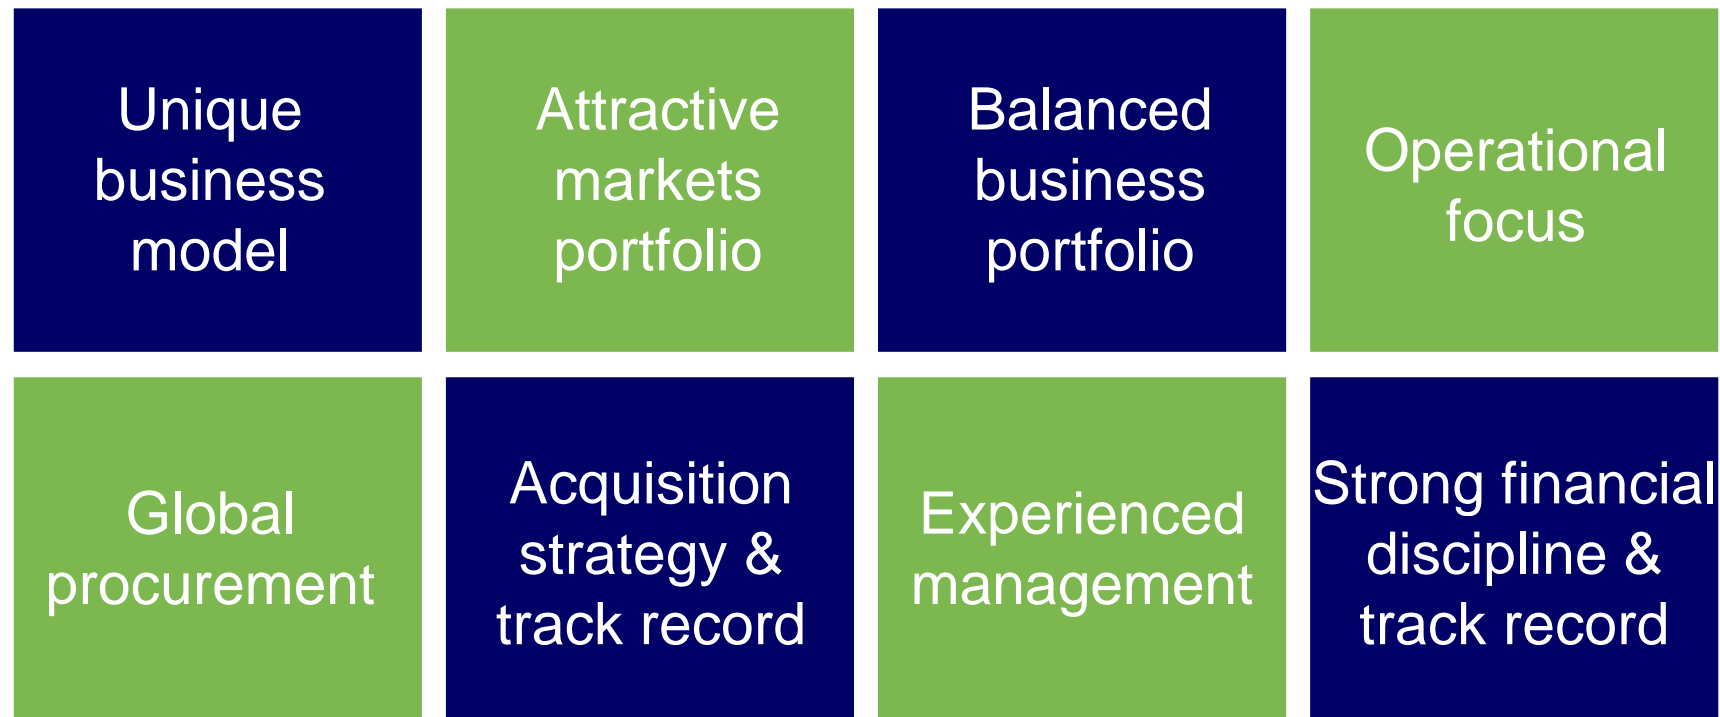 Unique
business
model
Attractive
markets
portfolio
Balanced
business
portfolio
Operational
focus
Global
procurement
Acquisition
strategy &
track record
Experienced
management
Strong financial
discipline &
track record